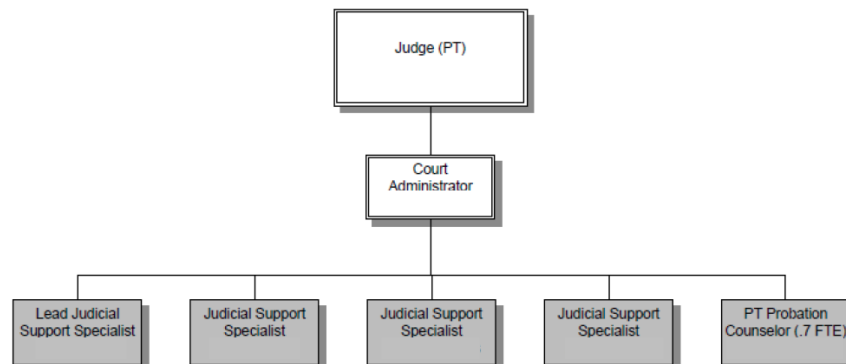 Judge (PT)
Court
Administrator
Lead Judicial
Support Specialist
Judicial Support
Specialist
Judicial Support
Specialist
Judicial Support
Specialist
PT Probation
Counselor (.7 FTE)